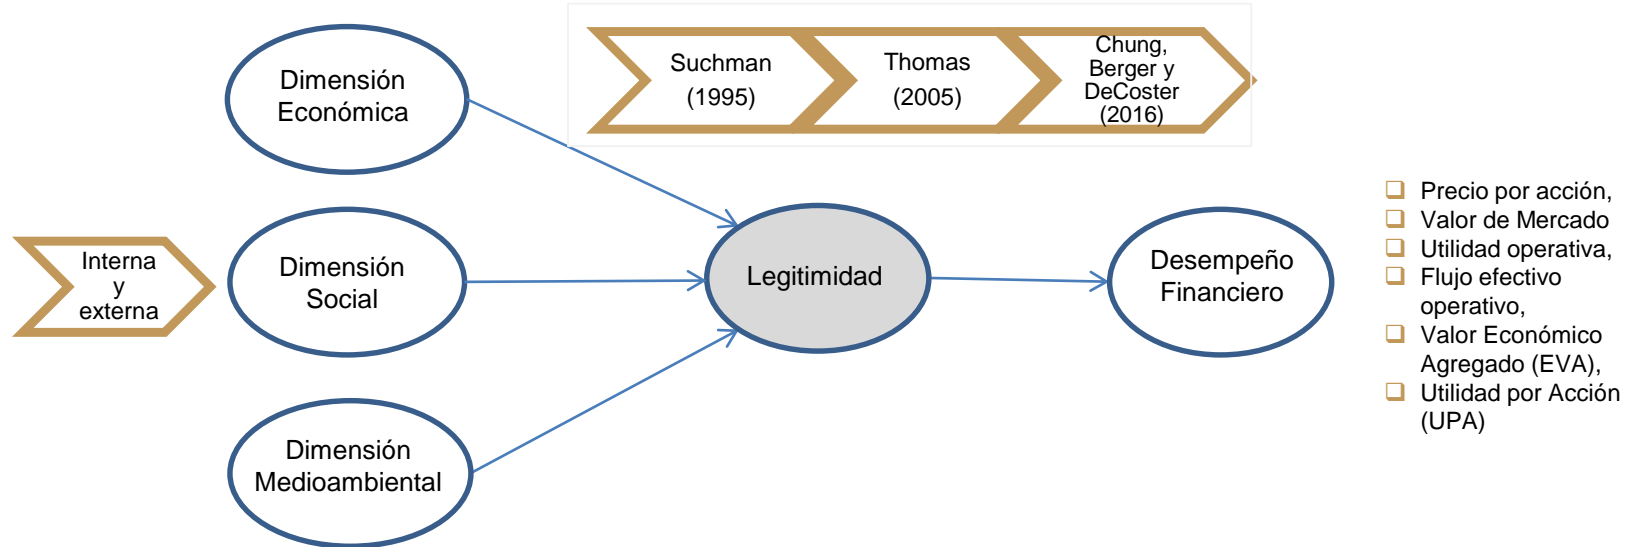 Dimensión
Económica
Suchman
(1995)
Thomas
(2005)
Chung,
Berger y
DeCoster
(2016)
Interna
y
externa
Dimensión
Social
Legitimidad
Desempeño
Financiero
Precio por acción,
Valor de Mercado
Utilidad operativa,
Flujo efectivo
operativo,
Valor Económico
Agregado (EVA),
Utilidad por Acción
(UPA)
Dimensión
Medioambiental